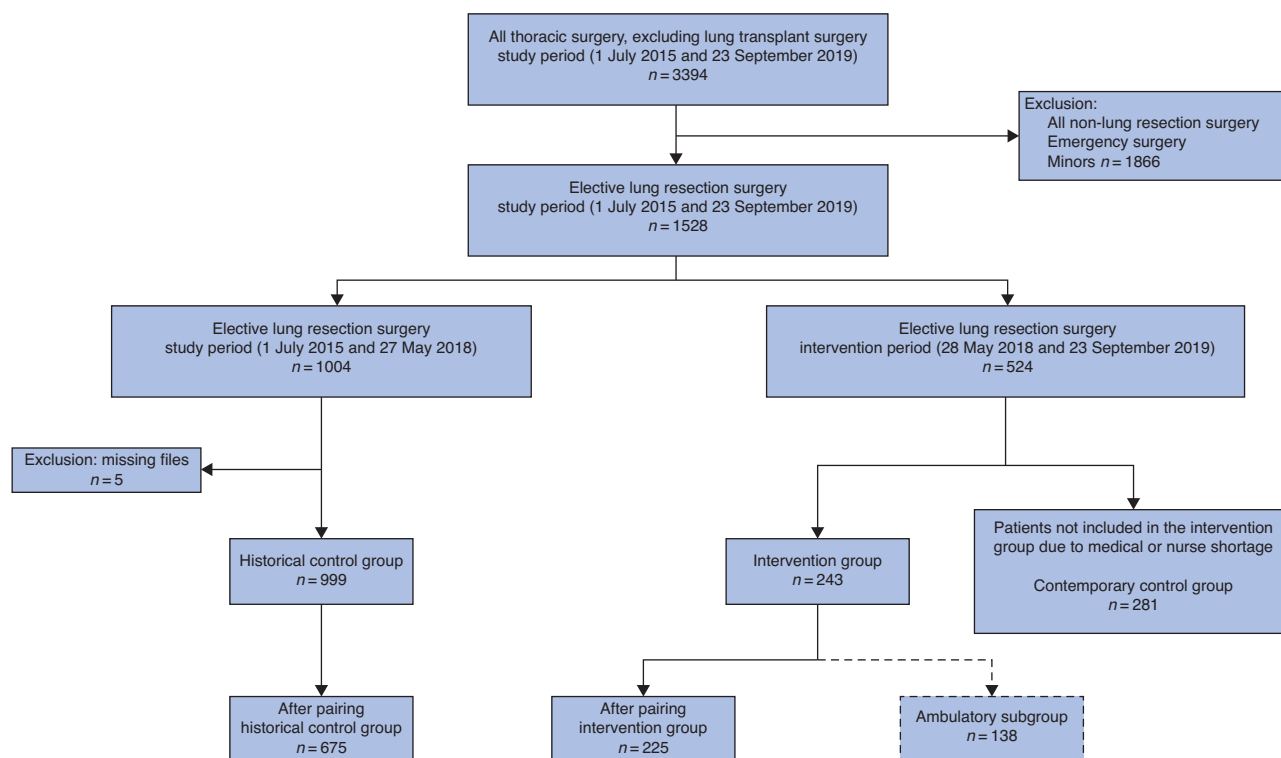 All thoracic surgery, excluding lung transplant surgery
study period (1 July 2015 and 23 September 2019)
n = 3394
Exclusion:
All non-lung resection surgery
Emergency surgery
Minors n = 1866
Elective lung resection surgery
study period (1 July 2015 and 23 September 2019)
n = 1528
Elective lung resection surgery
study period (1 July 2015 and 27 May 2018)
n = 1004
Elective lung resection surgery
intervention period (28 May 2018 and 23 September 2019)
n = 524
Exclusion: missing files
n = 5
Historical control group
n = 999
Intervention group
n = 243
Patients not included in the intervention
group due to medical or nurse shortage
Contemporary control group
n = 281
After pairing
historical control group
n = 675
After pairing
intervention group
n = 225
Ambulatory subgroup
n = 138